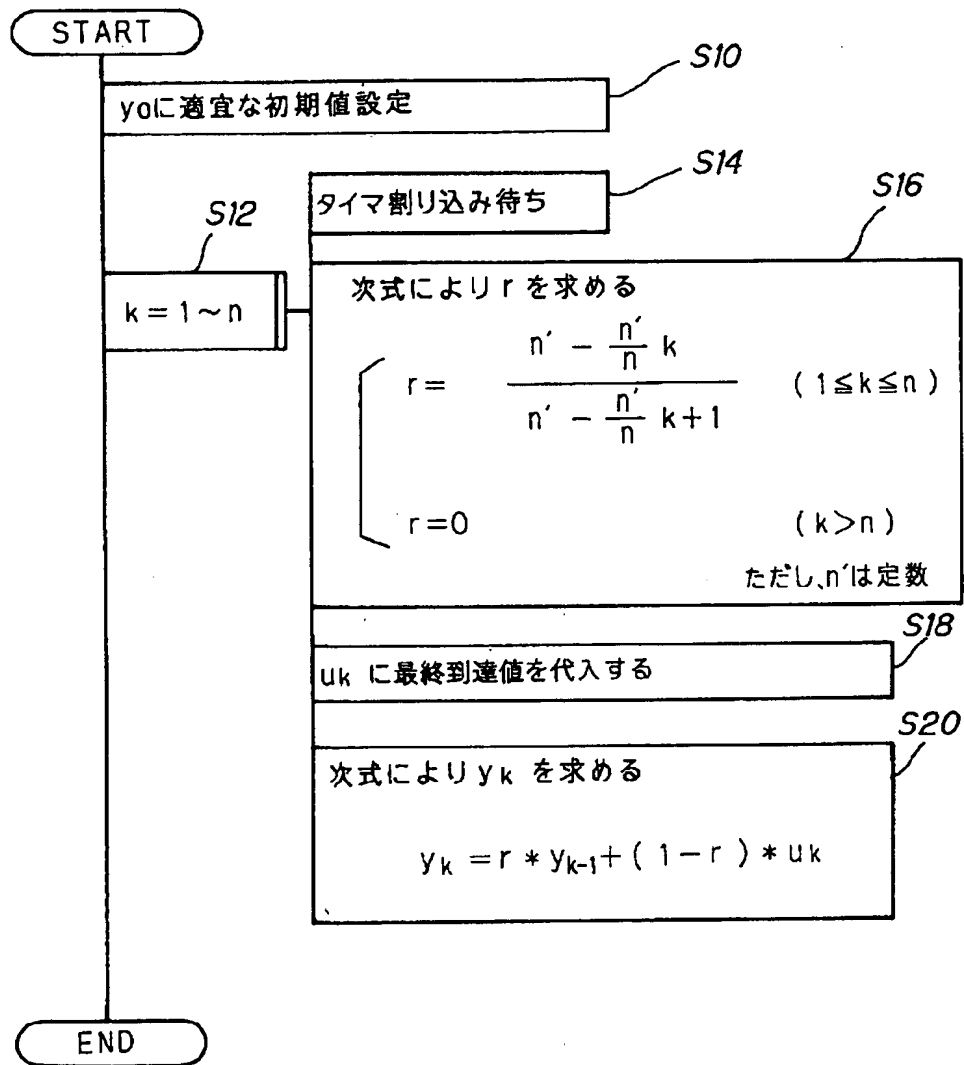 START
S10
y0に適宜な初期値設定
S14
タイマ割り込み待ち
S12
k = 1～n
S16
次式によりrを求める
r = (n′ - (n′/n) k) / (n′ - (n′/n) k+1) (1≦k≦n)
r=0 (k>n)
ただし、n′は定数
S18
uk に最終到達値を代入する
S20
次式により yk を求める
yk = r * yk-1 + ( 1 - r ) * uk
END